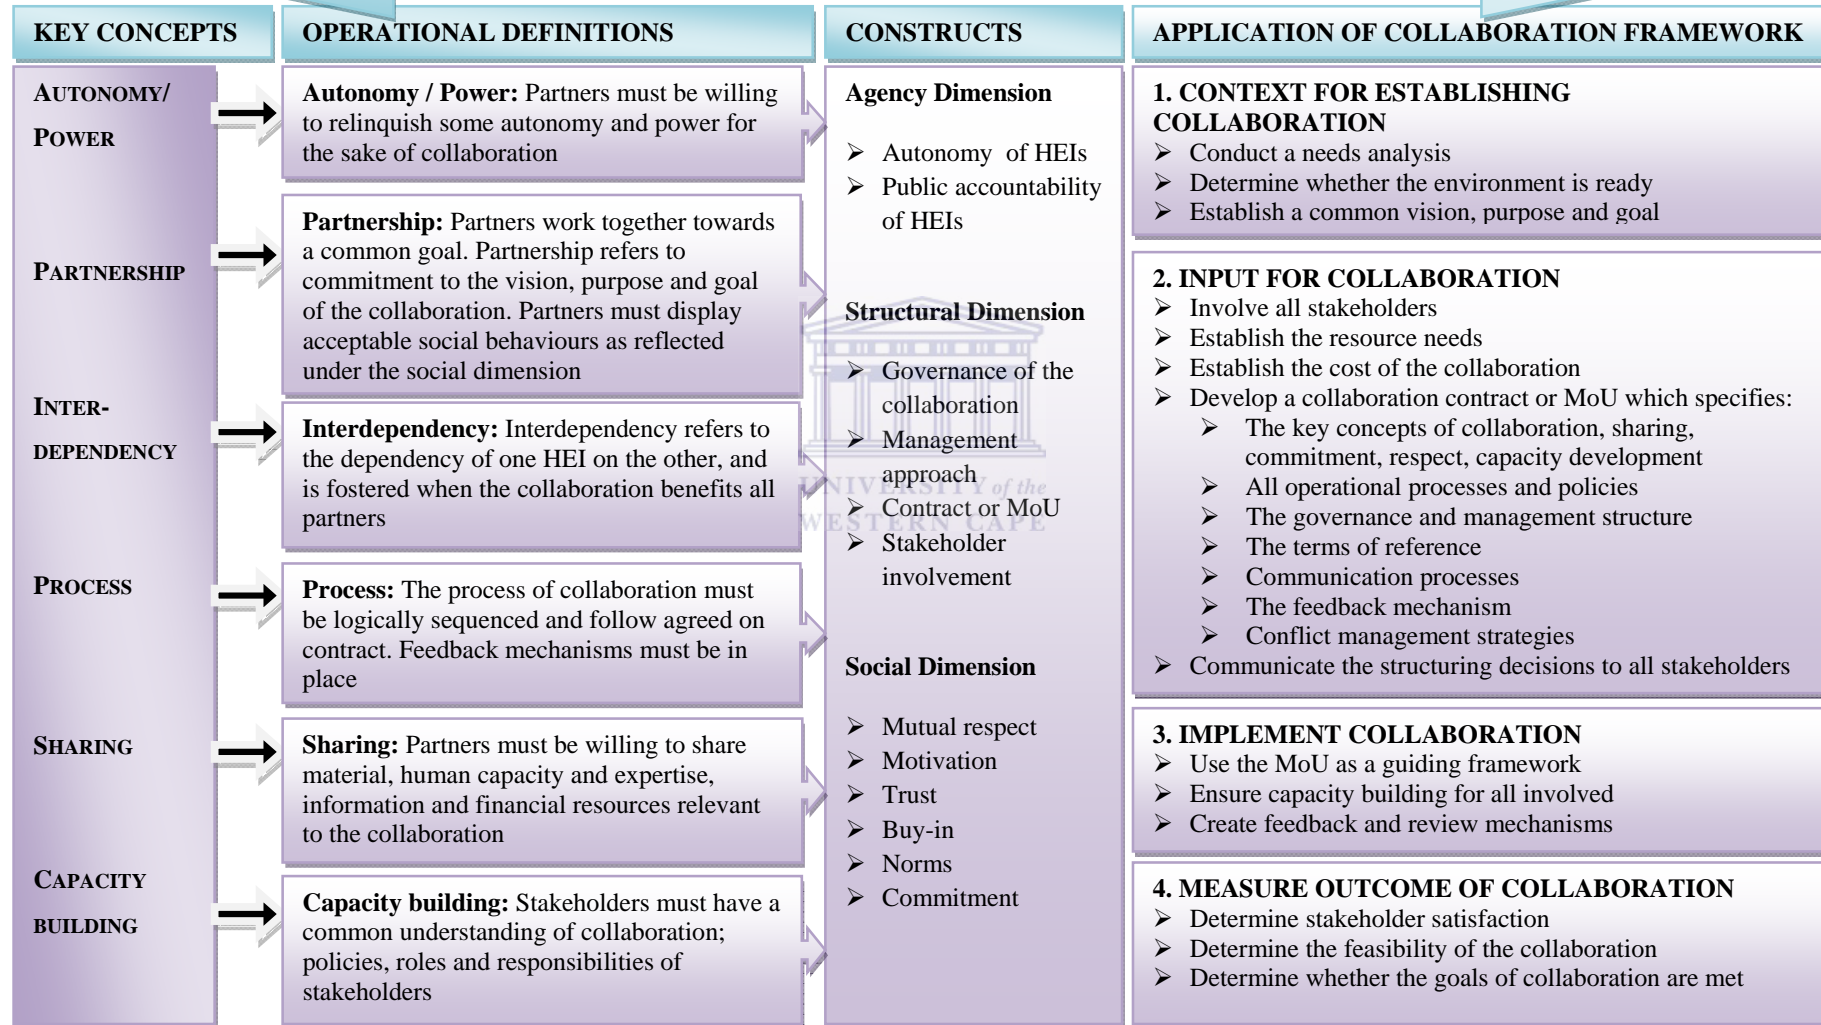 KEY CONCEPTS
OPERATIONAL DEFINITIONS
CONSTRUCTS
APPLICATION OF COLLABORATION FRAMEWORK
AUTONOMY/
POWER
PARTNERSHIP
INTER-
DEPENDENCY
PROCESS
SHARING
CAPACITY
BUILDING
Autonomy / Power: Partners must be willing
to relinquish some autonomy and power for
the sake of collaboration
Partnership: Partners work together towards
a common goal. Partnership refers to
commitment to the vision, purpose and goal
of the collaboration. Partners must display
acceptable social behaviours as reflected
under the social dimension
Interdependency: Interdependency refers to
the dependency of one HEI on the other, and
is fostered when the collaboration benefits all
partners
Process: The process of collaboration must
be logically sequenced and follow agreed on
contract. Feedback mechanisms must be in
place
Sharing: Partners must be willing to share
material, human capacity and expertise,
information and financial resources relevant
to the collaboration
Capacity building: Stakeholders must have a
common understanding of collaboration;
policies, roles and responsibilities of
stakeholders
Agency Dimension
➢ Autonomy of HEIs
➢ Public accountability
of HEIs
Structural Dimension
➢ Governance of the
collaboration
➢ Management
approach
➢ Contract or MoU
➢ Stakeholder
involvement
Social Dimension
➢ Mutual respect
➢ Motivation
➢ Trust
➢ Buy-in
➢ Norms
➢ Commitment
UNIVERSITY of the
WESTERN CAPE
1. CONTEXT FOR ESTABLISHING
COLLABORATION
➢ Conduct a needs analysis
➢ Determine whether the environment is ready
➢ Establish a common vision, purpose and goal
2. INPUT FOR COLLABORATION
➢ Involve all stakeholders
➢ Establish the resource needs
➢ Establish the cost of the collaboration
➢ Develop a collaboration contract or MoU which specifies:
➢ The key concepts of collaboration, sharing,
commitment, respect, capacity development
➢ All operational processes and policies
➢ The governance and management structure
➢ The terms of reference
➢ Communication processes
➢ The feedback mechanism
➢ Conflict management strategies
➢ Communicate the structuring decisions to all stakeholders
3. IMPLEMENT COLLABORATION
➢ Use the MoU as a guiding framework
➢ Ensure capacity building for all involved
➢ Create feedback and review mechanisms
4. MEASURE OUTCOME OF COLLABORATION
➢ Determine stakeholder satisfaction
➢ Determine the feasibility of the collaboration
➢ Determine whether the goals of collaboration are met